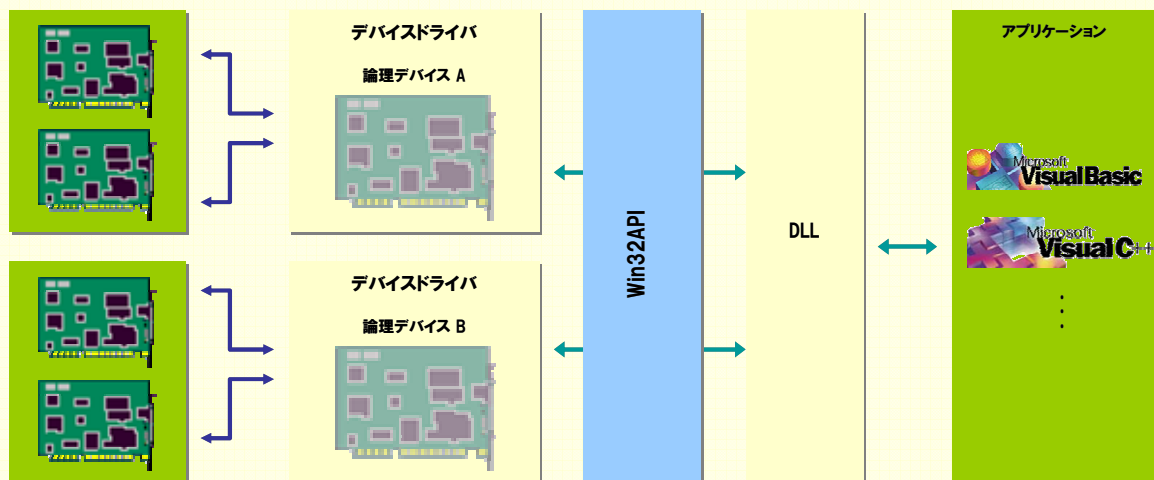 デバイスドライバ
論理デバイス A
デバイスドライバ
論理デバイス B
Win32API
DLL
アプリケーション
Microsoft
Visual Basic
Microsoft
Visual C++